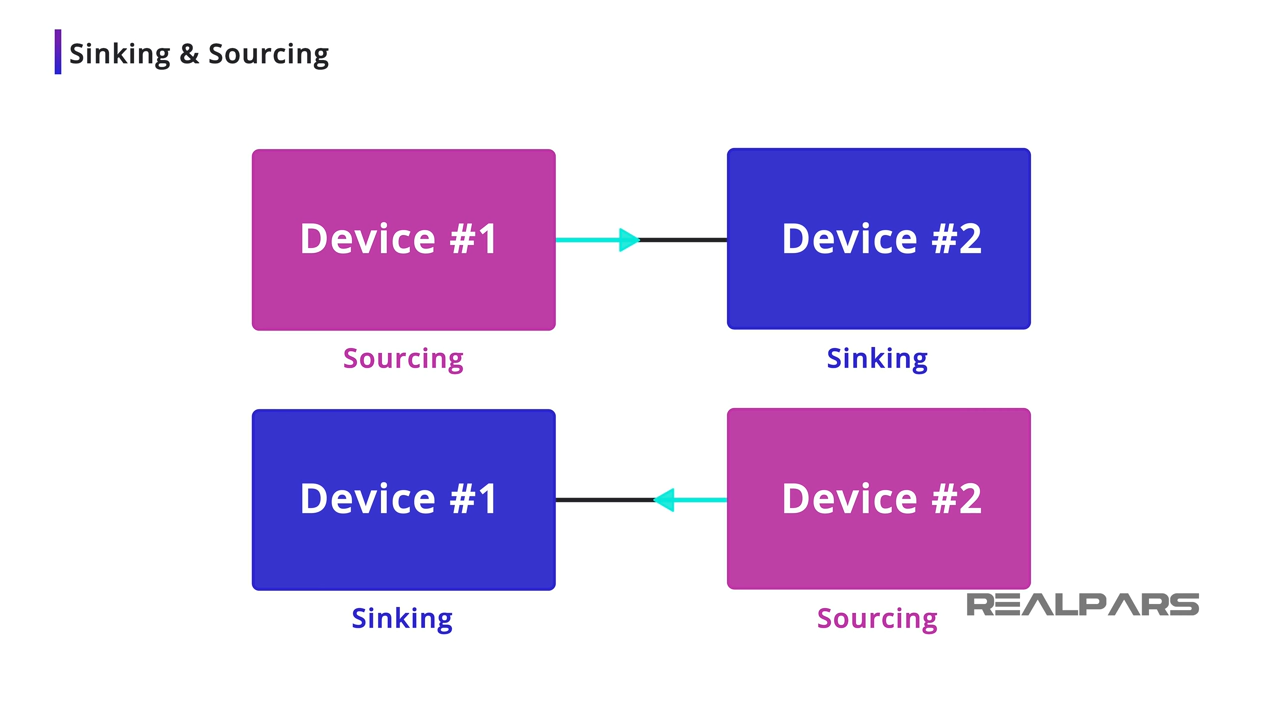 Sinking & Sourcing
Device #1
Device #2
Sourcing
Sinking
Device #1
Device #2
Sinking
Sourcing
REALPARS